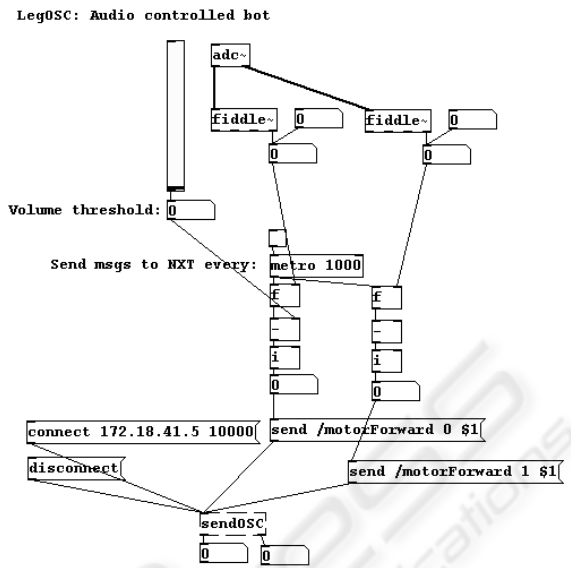 LegOSC: Audio controlled bot
adc~
fiddle~ 0 fiddle~ 0
0 0
Volume threshold: 0
Send msgs to NXT every: metro 1000
f f
- -
i i
0 0
connect 172.18.41.5 10000 send /motorForward 0 $1
disconnect send /motorForward 1 $1
sendOSC
0 0